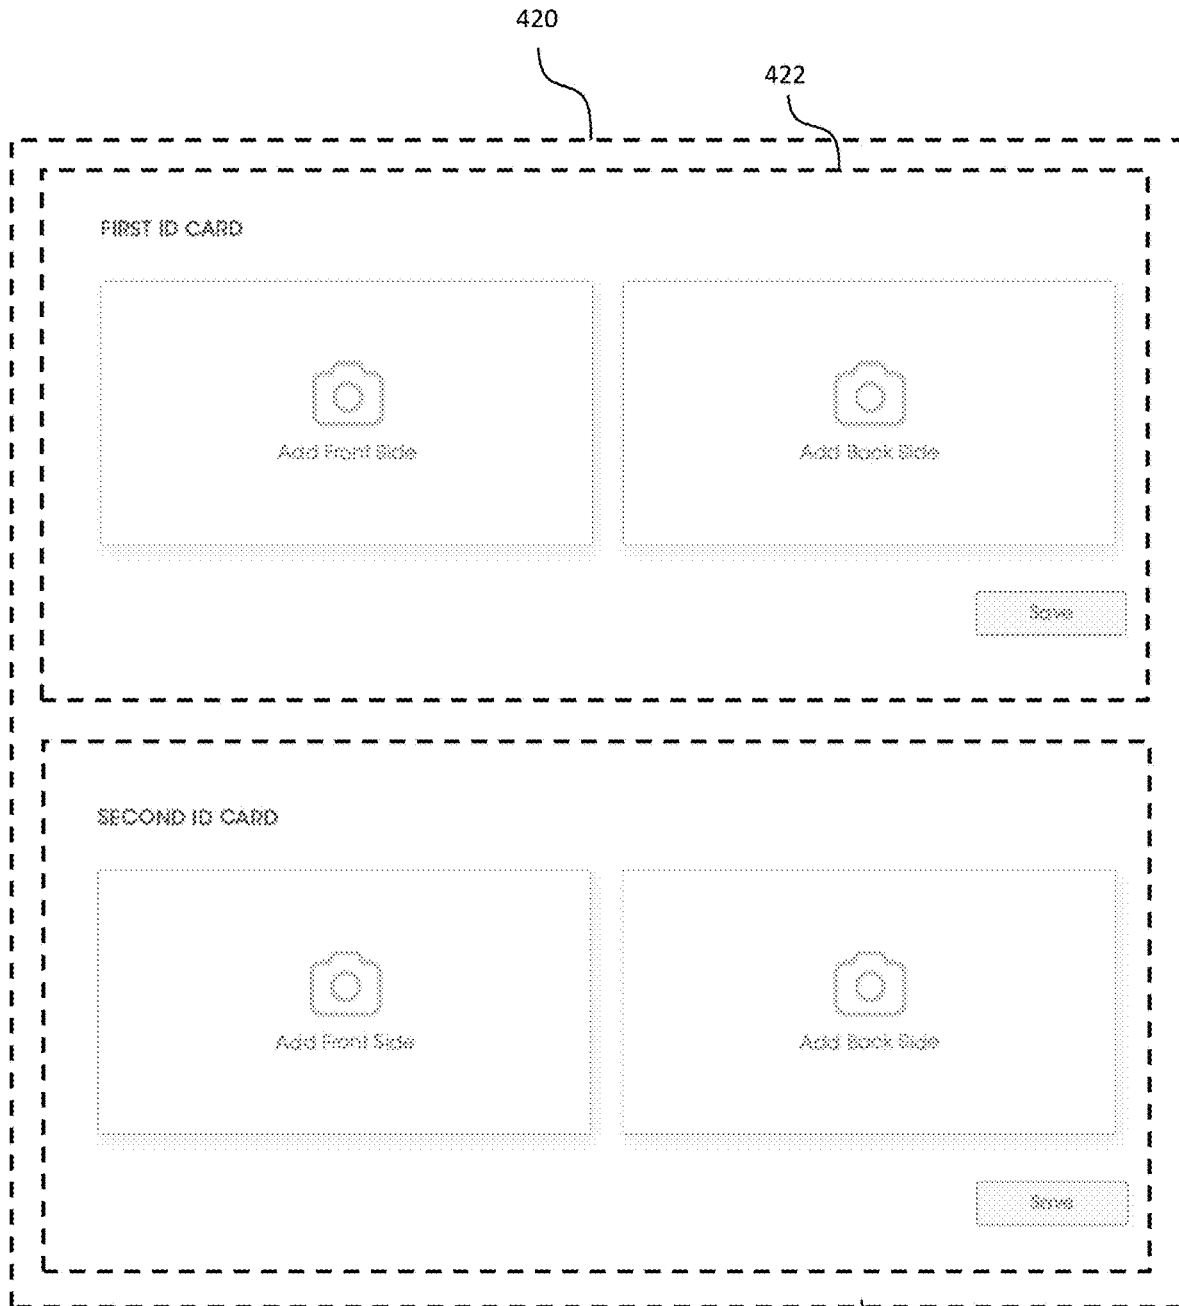 420
422
FIRST ID CARD
Add Front Side
Add Back Side
Save
SECOND ID CARD
Add Front Side
Add Back Side
Save